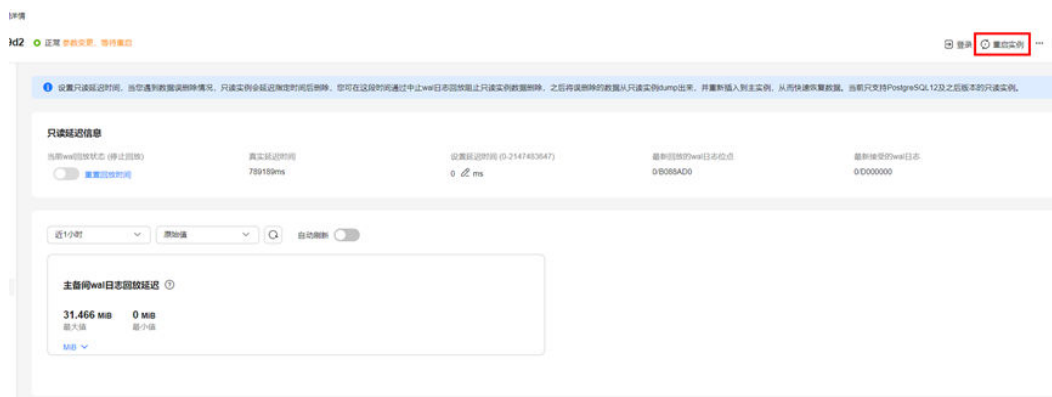 详情
9d2 正常 参数变更，等待重启 登录 重启实例 ...
设置只读延迟时间，当您遇到数据误删除情况，只读实例会延迟指定时间后删除，您可在这段时间通过中止wal日志回放阻止只读实例数据删除，之后将误删除的数据从只读实例dump出来，并重新插入到主实例，从而快速恢复数据。当前只支持PostgreSQL12及之后版本的只读实例。
只读延迟信息
当前wal回放状态 (停止回放) 真实延迟时间 设置延迟时间 (0-2147483647) 最新回放的wal日志位点 最新接受的wal日志
重置回放时间 789189ms 0 ms 0/B088AD0 0/D000000
近1小时 原始值 自动刷新
主备间wal日志回放延迟
31.466 MiB 0 MiB
最大值 最小值
MiB